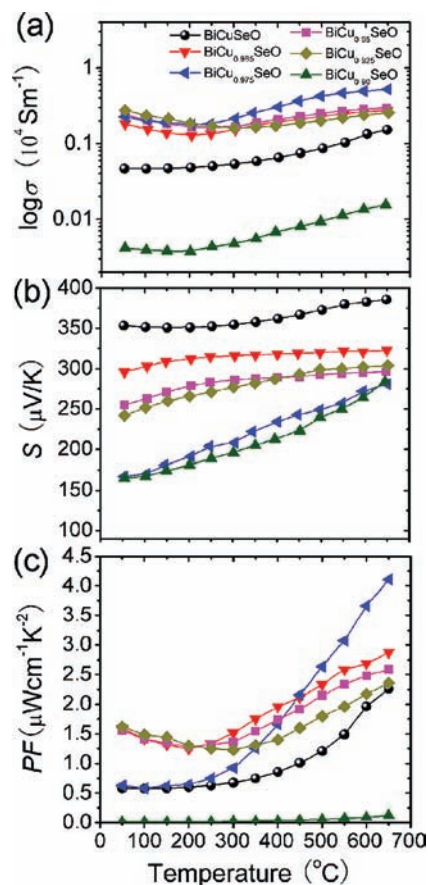 (a)
BiCuSeO
BiCu0.985SeO
BiCu0.975SeO
BiCu0.95SeO
BiCu0.925SeO
BiCu0.90SeO
logσ (10⁴ Sm⁻¹)
1
0.1
0.01
(b)
S (μV/K)
400
350
300
250
200
150
100
(c)
PF (μWcm⁻¹K⁻²)
4.5
4.0
3.5
3.0
2.5
2.0
1.5
1.0
0.5
0.0
0 100 200 300 400 500 600 700
Temperature (°C)